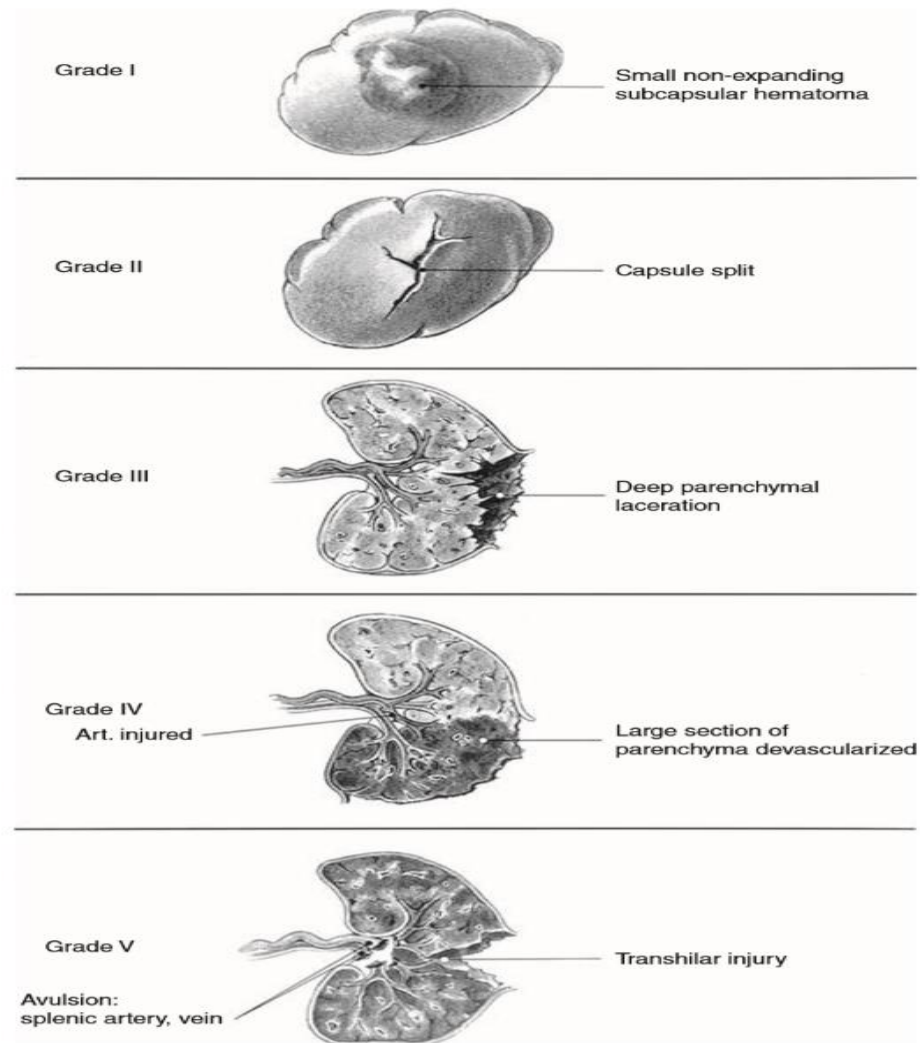 Grade I
Small non-expanding
subcapsular hematoma
Grade II
Capsule split
Grade III
Deep parenchymal
laceration
Grade IV
Art. injured
Large section of
parenchyma devascularized
Grade V
Transhilar injury
Avulsion:
splenic artery, vein